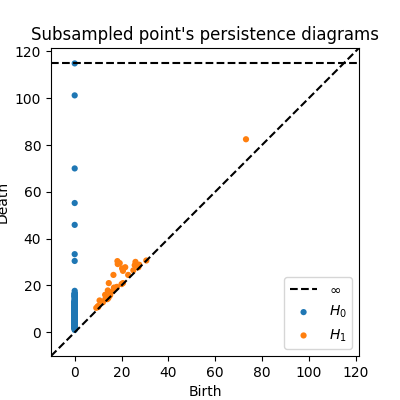 Subsampled point's persistence diagrams
120
100
80
60
40
20
0
Death
0 20 40 60 80 100 120
Birth
∞
H₀
H₁